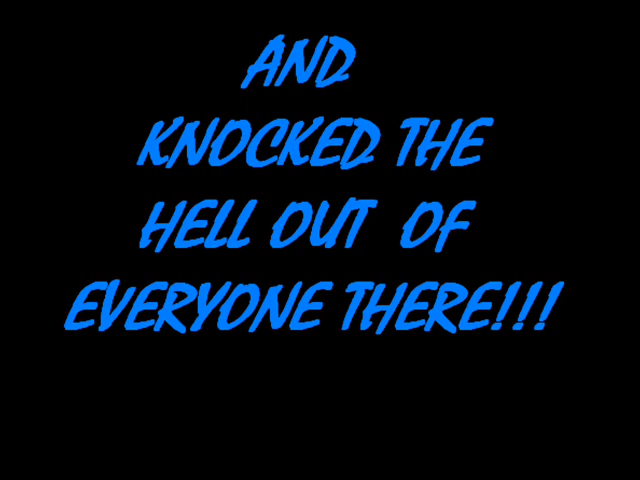 AND
KNOCKED THE
HELL OUT OF
EVERYONE THERE!!!